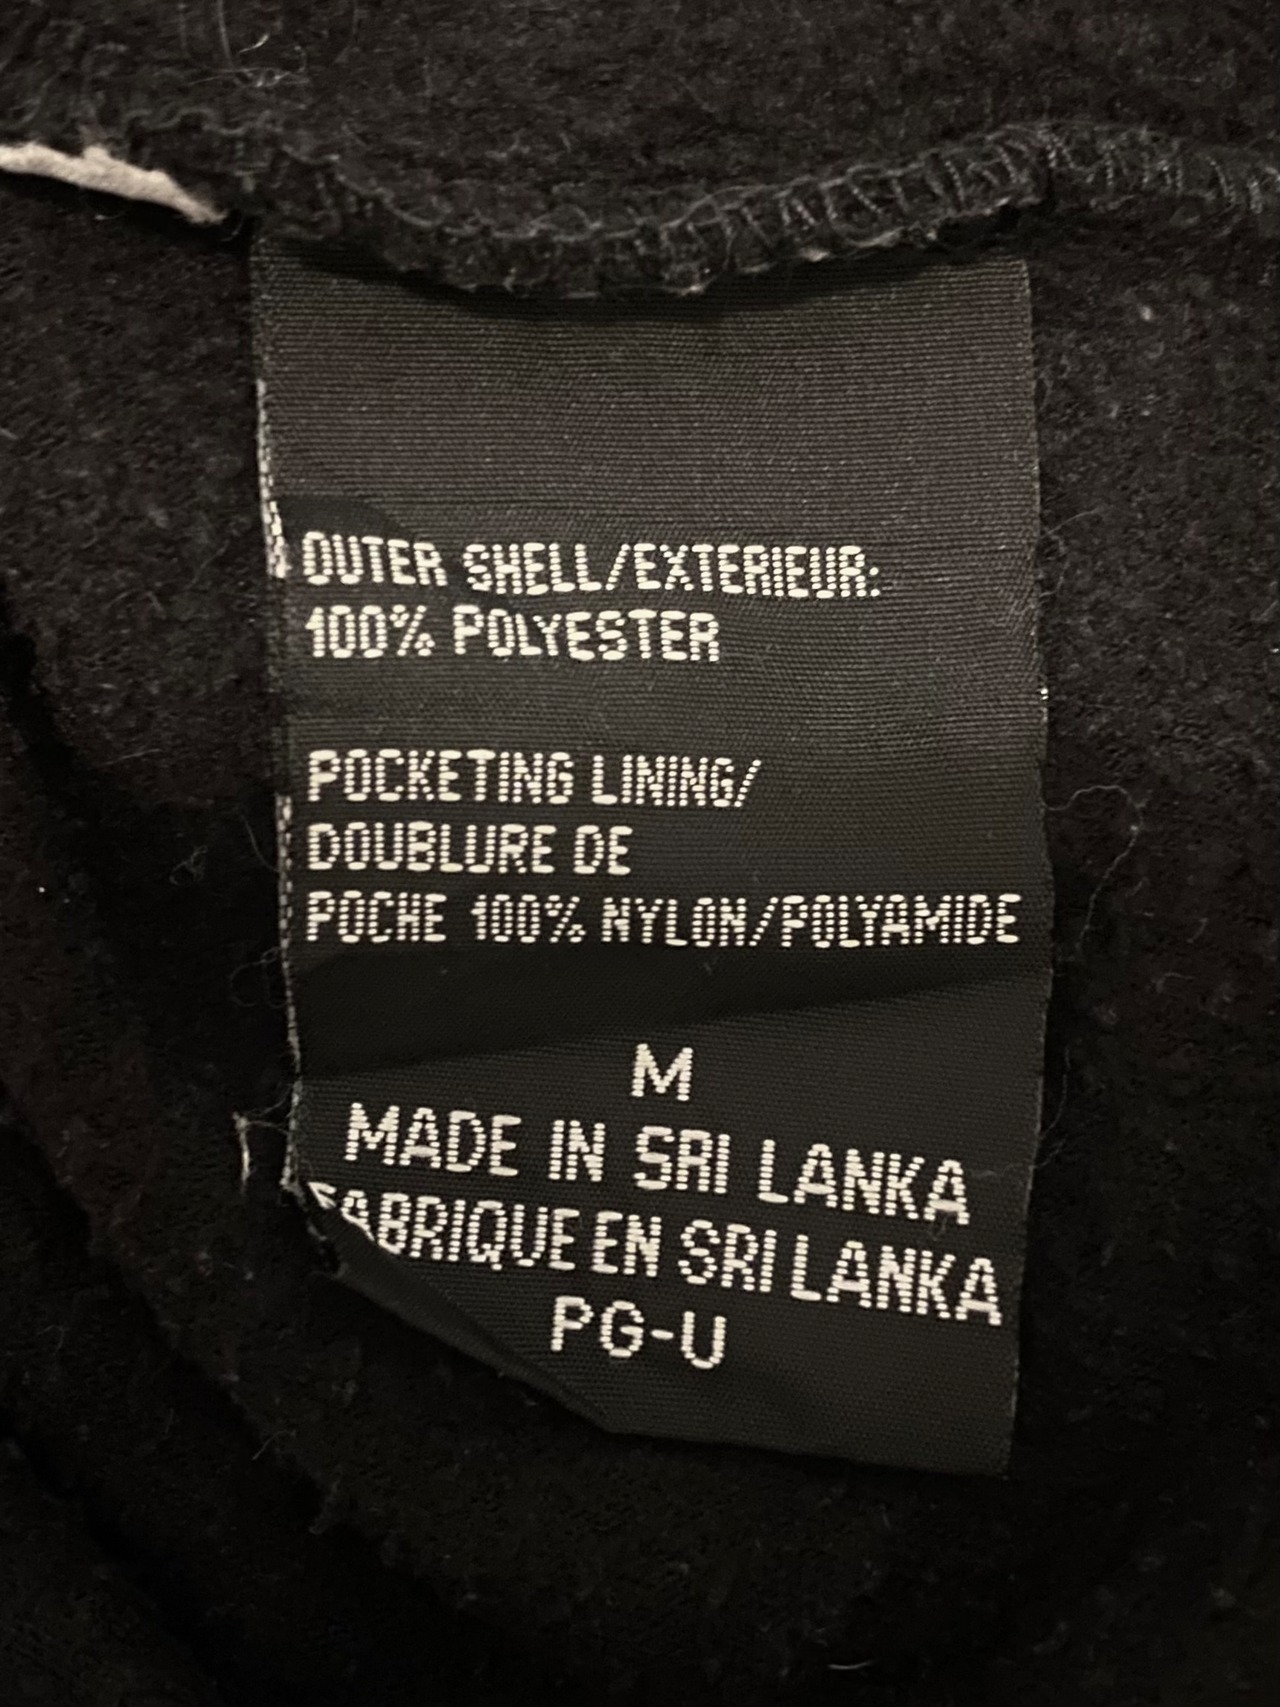 OUTER SHELL/EXTERIEUR:
100% POLYESTER
POCKETING LINING/
DOUBLURE DE
POCHE 100% NYLON/POLYAMIDE
M
MADE IN SRI LANKA
FABRIQUE EN SRI LANKA
PG-U